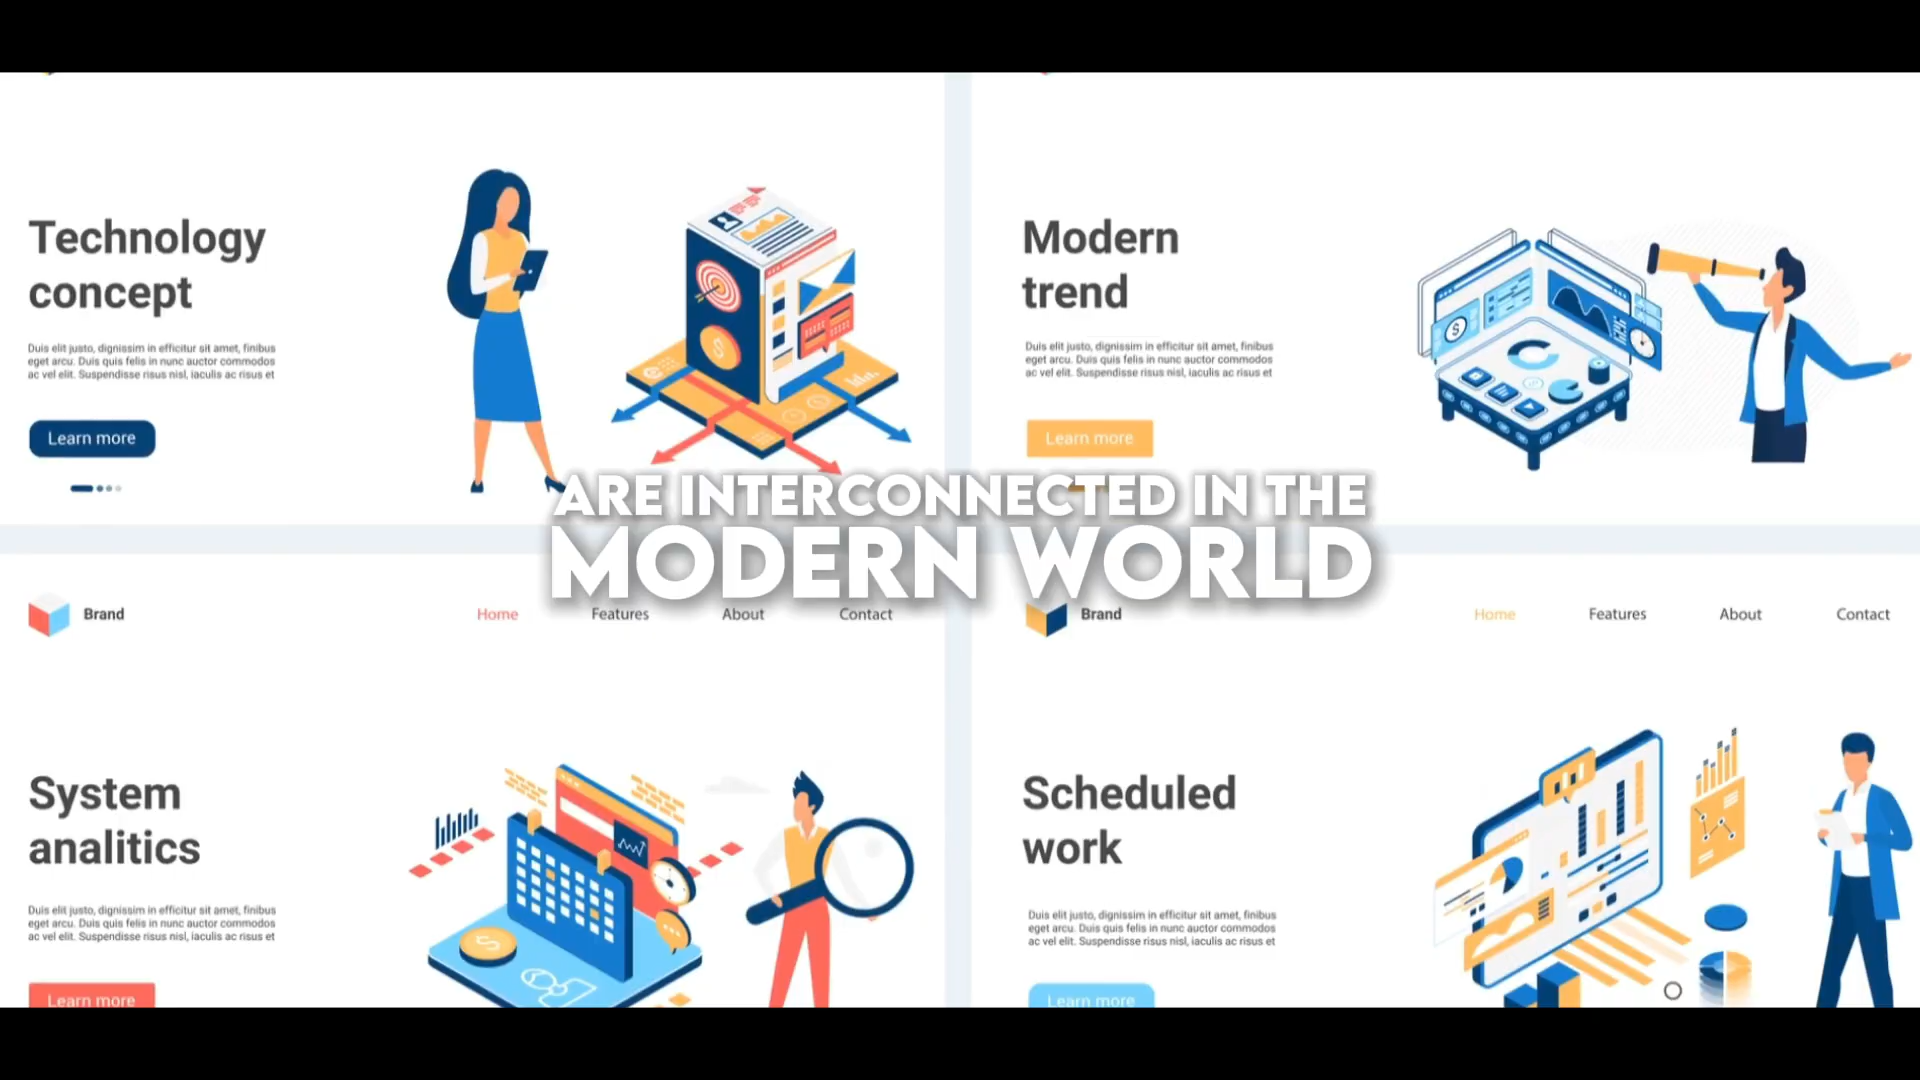 Technology
concept
Duis elit justo, dignissim in efficitur sit amet, finibus
eget arcu. Duis quis felis in nunc auctor commodos
ac vel elit. Suspendisse risus nisl, iaculis ac risus et
Learn more
Modern
trend
Duis elit justo, dignissim in efficitur sit amet, finibus
eget arcu. Duis quis felis in nunc auctor commodos
ac vel elit. Suspendisse risus nisl, iaculis ac risus et
Learn more
ARE INTERCONNECTED IN THE
MODERN WORLD
Brand
Home Features About Contact
System
analitics
Duis elit justo, dignissim in efficitur sit amet, finibus
eget arcu. Duis quis felis in nunc auctor commodos
ac vel elit. Suspendisse risus nisl, iaculis ac risus et
Learn more
Brand
Home Features About Contact
Scheduled
work
Duis elit justo, dignissim in efficitur sit amet, finibus
eget arcu. Duis quis felis in nunc auctor commodos
ac vel elit. Suspendisse risus nisl, iaculis ac risus et
Learn more